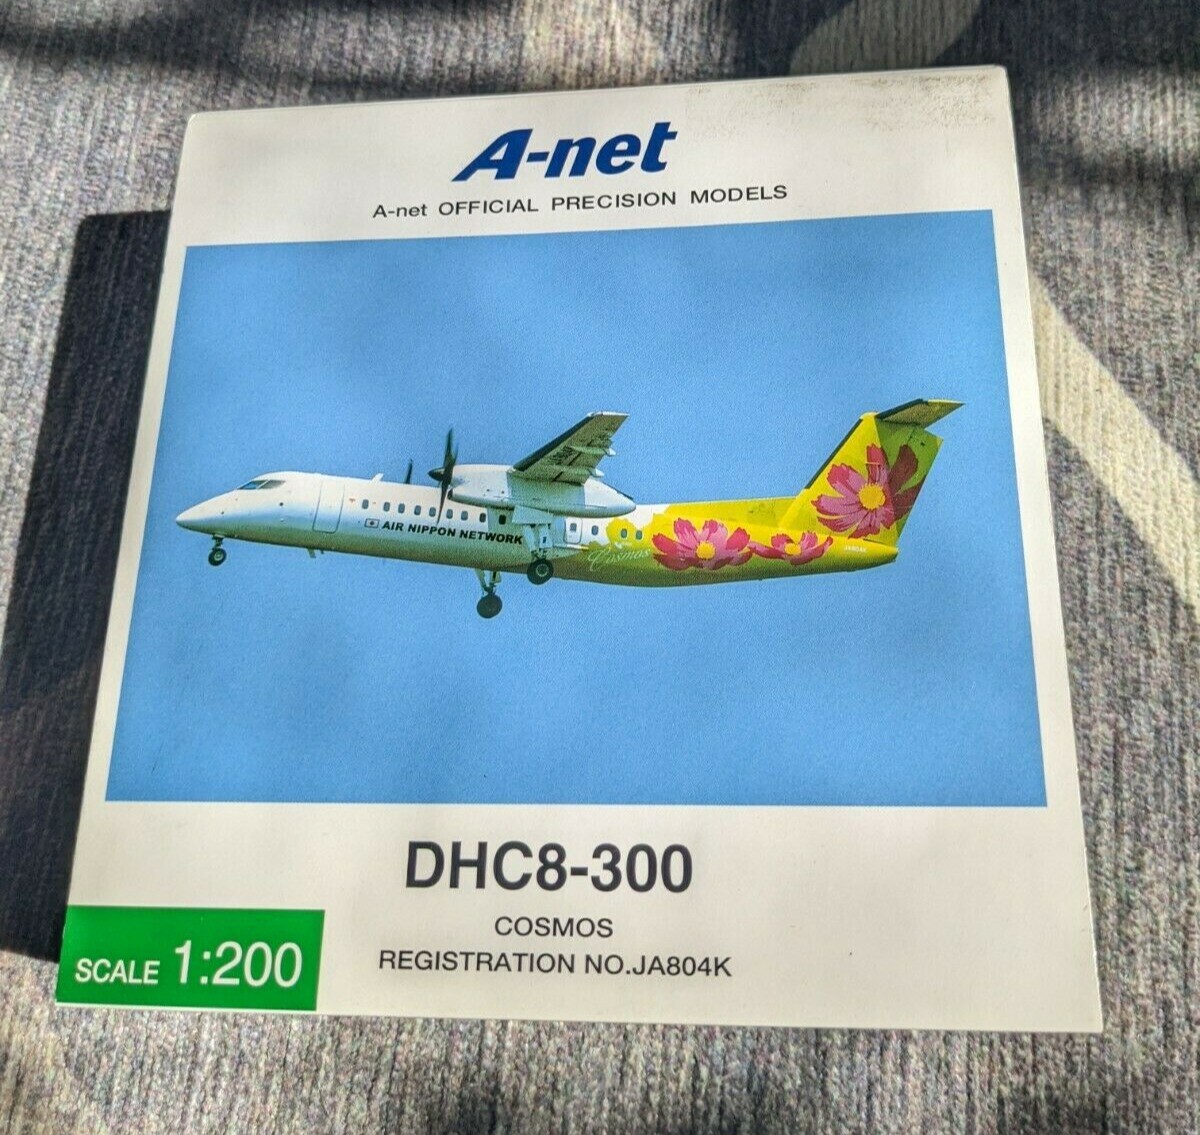 A-net
A-net OFFICIAL PRECISION MODELS
AIR NIPPON NETWORK
Cosmos
DHC8-300
COSMOS
REGISTRATION NO.JA804K
SCALE 1:200